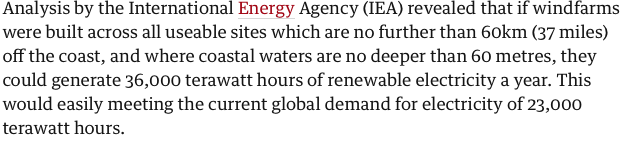 Analysis by the International Energy Agency (IEA) revealed that if windfarms
were built across all useable sites which are no further than 60km (37 miles)
off the coast, and where coastal waters are no deeper than 60 metres, they
could generate 36,000 terawatt hours of renewable electricity a year. This
would easily meeting the current global demand for electricity of 23,000
terawatt hours.